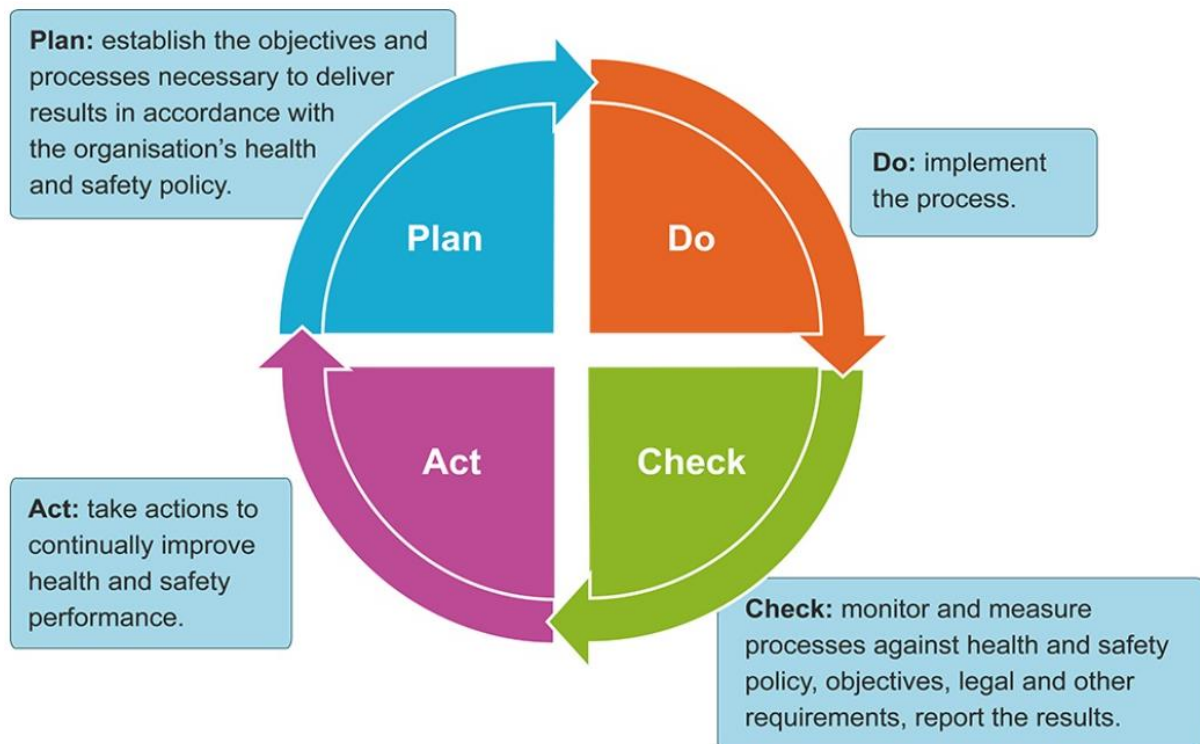 Plan: establish the objectives and
processes necessary to deliver
results in accordance with
the organisation's health
and safety policy.
Plan
Do
Do: implement
the process.
Act
Check
Act: take actions to
continually improve
health and safety
performance.
Check: monitor and measure
processes against health and safety
policy, objectives, legal and other
requirements, report the results.